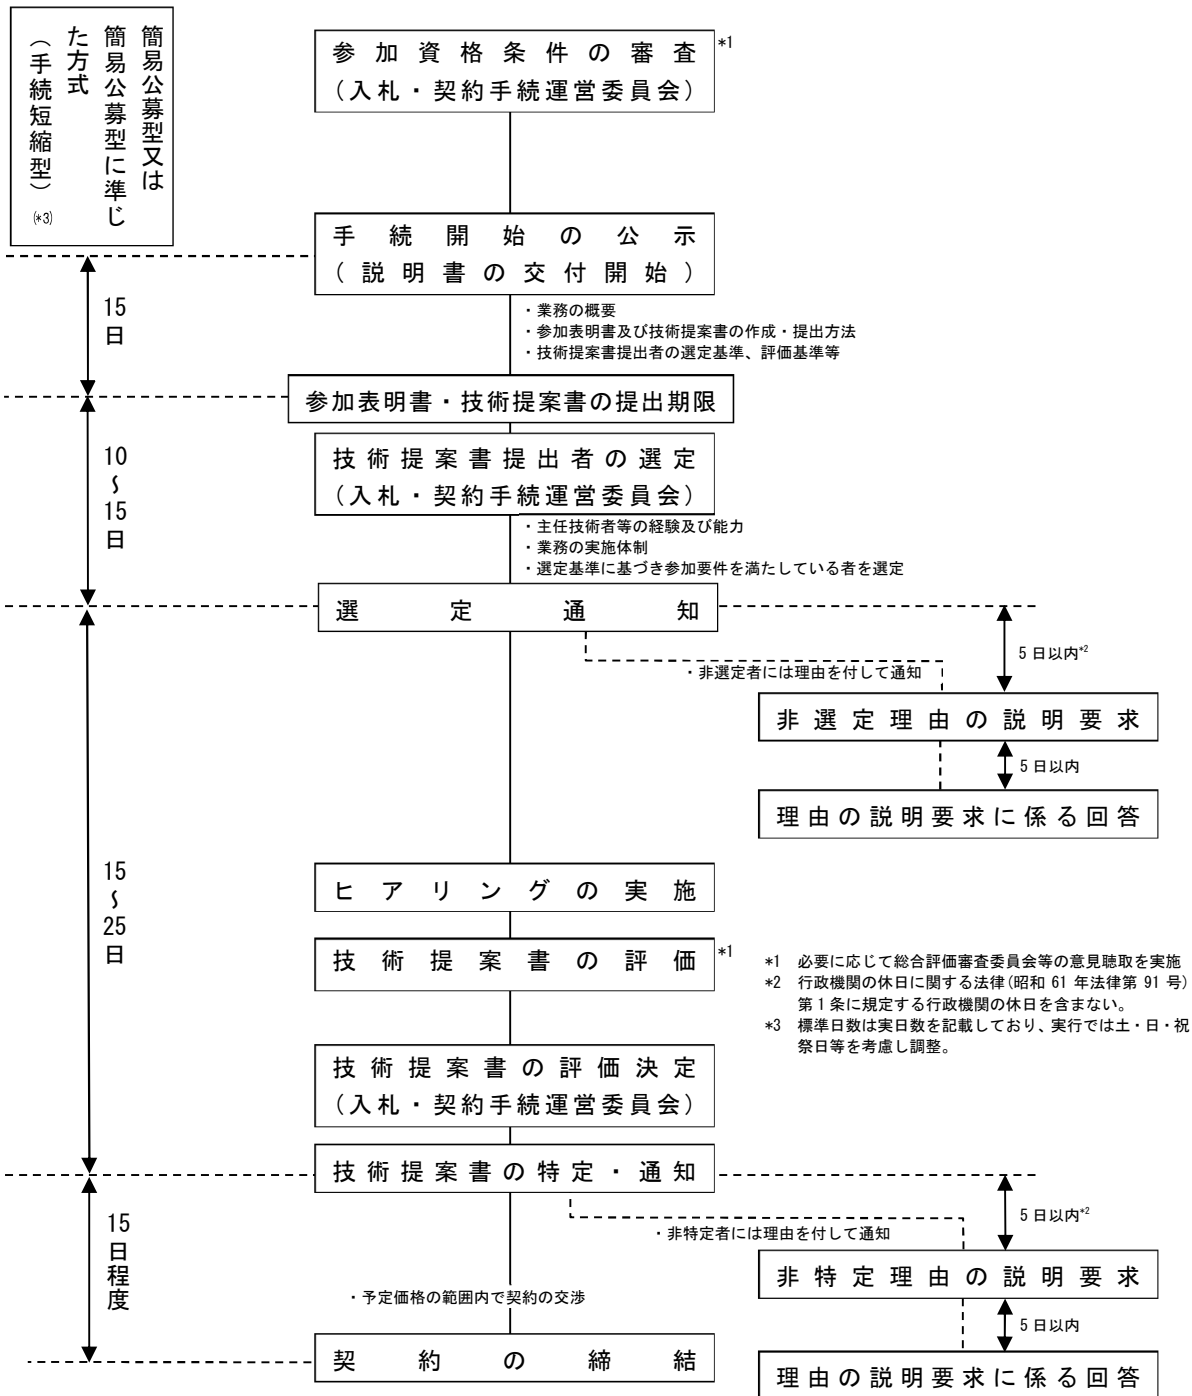 簡易公募型又は
簡易公募型に準じ
た方式
（手続短縮型）(*3)
参加資格条件の審査 *1
（入札・契約手続運営委員会）
手続開始の公示
（説明書の交付開始）
15日
・業務の概要
・参加表明書及び技術提案書の作成・提出方法
・技術提案書提出者の選定基準、評価基準等
参加表明書・技術提案書の提出期限
10〜15日
技術提案書提出者の選定
（入札・契約手続運営委員会）
・主任技術者等の経験及び能力
・業務の実施体制
・選定基準に基づき参加要件を満たしている者を選定
選定通知
5日以内*2
・非選定者には理由を付して通知
非選定理由の説明要求
5日以内
理由の説明要求に係る回答
15〜25日
ヒアリングの実施
技術提案書の評価 *1
*1 必要に応じて総合評価審査委員会等の意見聴取を実施
*2 行政機関の休日に関する法律(昭和 61 年法律第 91 号)
第1条に規定する行政機関の休日を含まない。
*3 標準日数は実日数を記載しており、実行では土・日・祝
祭日等を考慮し調整。
技術提案書の評価決定
（入札・契約手続運営委員会）
技術提案書の特定・通知
15日程度
5日以内*2
・非特定者には理由を付して通知
非特定理由の説明要求
・予定価格の範囲内で契約の交渉
5日以内
契約の締結
理由の説明要求に係る回答